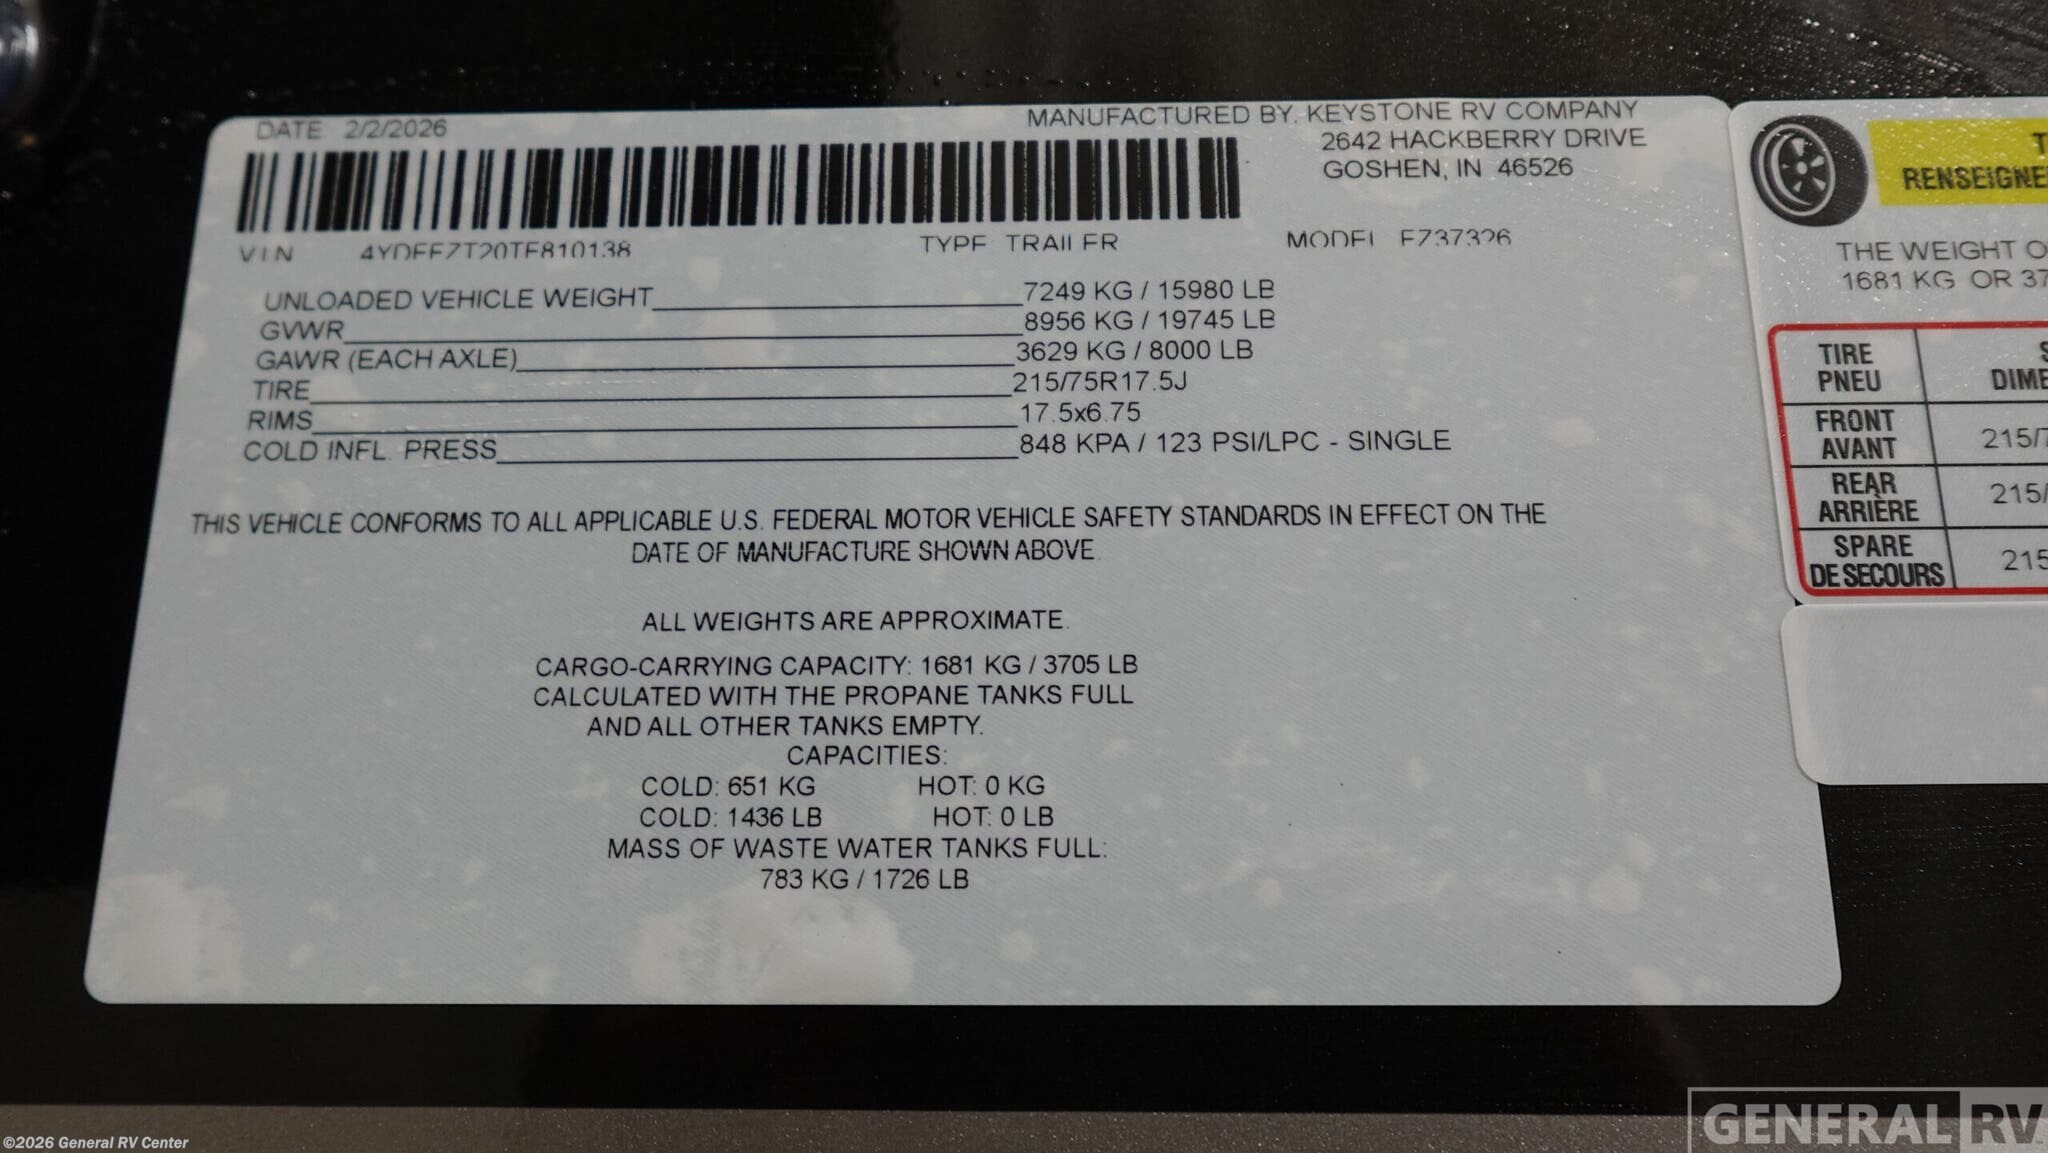 DATE 2/2/2026
MANUFACTURED BY: KEYSTONE RV COMPANY
2642 HACKBERRY DRIVE
GOSHEN, IN 46526
VIN TYPE TRAILER MODEL
UNLOADED VEHICLE WEIGHT 7249 KG / 15980 LB
GVWR 8956 KG / 19745 LB
GAWR (EACH AXLE) 3629 KG / 8000 LB
TIRE 215/75R17.5J
RIMS 17.5x6.75
COLD INFL. PRESS 848 KPA / 123 PSI/LPC - SINGLE
THIS VEHICLE CONFORMS TO ALL APPLICABLE U.S. FEDERAL MOTOR VEHICLE SAFETY STANDARDS IN EFFECT ON THE
DATE OF MANUFACTURE SHOWN ABOVE.
ALL WEIGHTS ARE APPROXIMATE.
CARGO-CARRYING CAPACITY: 1681 KG / 3705 LB
CALCULATED WITH THE PROPANE TANKS FULL
AND ALL OTHER TANKS EMPTY.
CAPACITIES:
COLD: 651 KG HOT: 0 KG
COLD: 1436 LB HOT: 0 LB
MASS OF WASTE WATER TANKS FULL:
783 KG / 1726 LB
THE WEIGHT
1681 KG OR
TIRE
PNEU
FRONT
AVANT
REAR
ARRIÈRE
SPARE
DE SECOURS
©2026 General RV Center
GENERAL RV